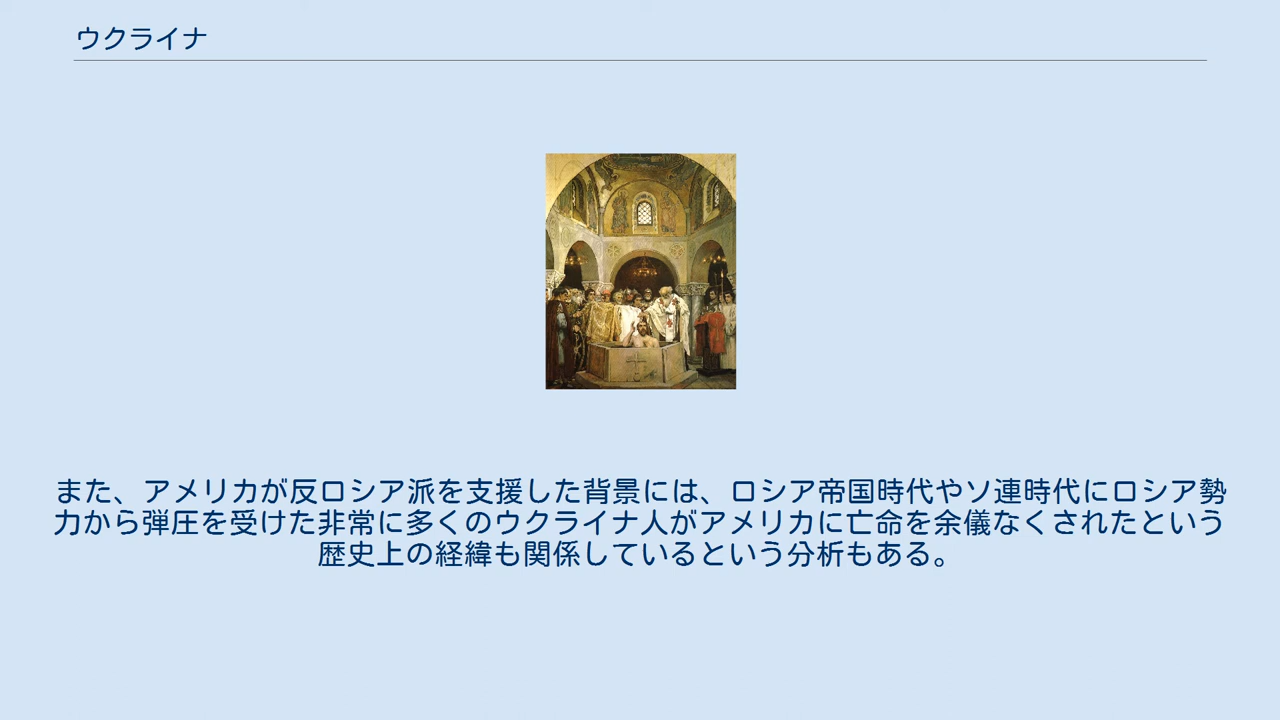 ウクライナ
また、アメリカが反ロシア派を支援した背景には、ロシア帝国時代やソ連時代にロシア勢
力から弾圧を受けた非常に多くのウクライナ人がアメリカに亡命を余儀なくされたという
歴史上の経緯も関係しているという分析もある。